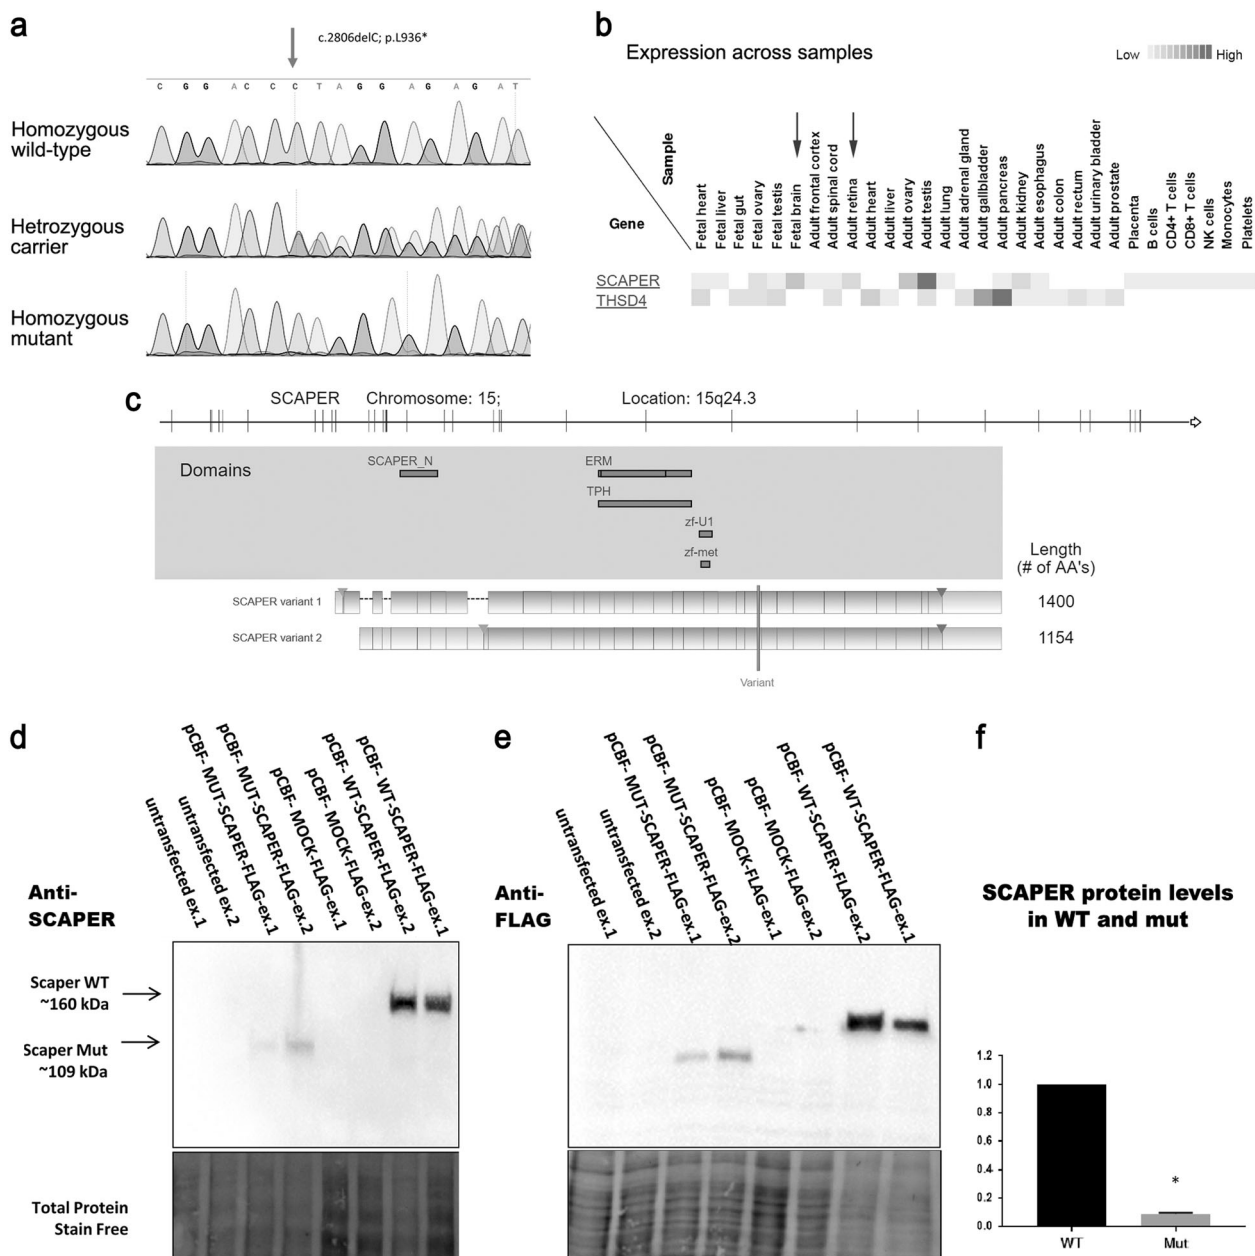 a
c.2806delC; p.L936*
C G G A C C C T A G G A G A G A T
Homozygous
wild-type
Hetrozygous
carrier
Homozygous
mutant
b
Expression across samples
Low
High
Sample
Gene
Fetal heart
Fetal liver
Fetal gut
Fetal ovary
Fetal testis
Fetal brain
Adult frontal cortex
Adult spinal cord
Adult retina
Adult heart
Adult liver
Adult ovary
Adult testis
Adult lung
Adult adrenal gland
Adult gallbladder
Adult pancreas
Adult kidney
Adult esophagus
Adult colon
Adult rectum
Adult urinary bladder
Adult prostate
Placenta
B cells
CD4+ T cells
CD8+ T cells
NK cells
Monocytes
Platelets
SCAPER
THSD4
c
SCAPER Chromosome: 15; Location: 15q24.3
Domains
SCAPER_N
ERM
TPH
zf-U1
zf-met
Length
(# of AA's)
SCAPER variant 1
1400
SCAPER variant 2
1154
Variant
d
untransfected ex.1
untransfected ex.2
pCBF- MUT-SCAPER-FLAG-ex.1
pCBF- MUT-SCAPER-FLAG-ex.2
pCBF- MOCK-FLAG-ex.1
pCBF- MOCK-FLAG-ex.2
pCBF- WT-SCAPER-FLAG-ex.2
pCBF- WT-SCAPER-FLAG-ex.1
Anti-
SCAPER
Scaper WT
~160 kDa
Scaper Mut
~109 kDa
Total Protein
Stain Free
e
untransfected ex.1
untransfected ex.2
pCBF- MUT-SCAPER-FLAG-ex.1
pCBF- MUT-SCAPER-FLAG-ex.2
pCBF- MOCK-FLAG-ex.1
pCBF- MOCK-FLAG-ex.2
pCBF- WT-SCAPER-FLAG-ex.2
pCBF- WT-SCAPER-FLAG-ex.1
Anti-
FLAG
f
SCAPER protein levels
in WT and mut
1.2
1.0
0.8
0.6
0.4
0.2
0.0
*
WT
Mut